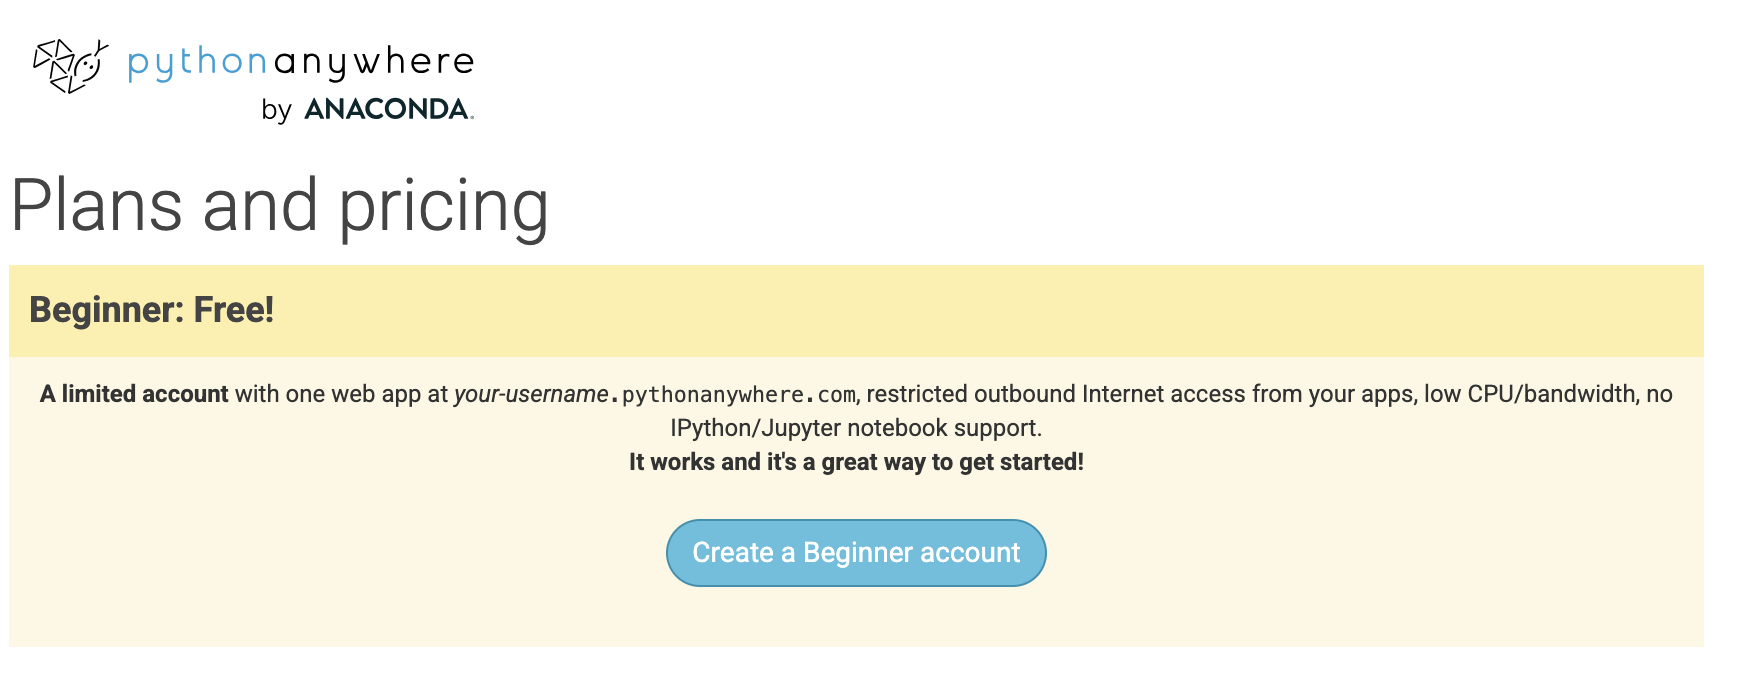 pythonanywhere
by ANACONDA.
Plans and pricing
Beginner: Free!
A limited account with one web app at your-username.pythonanywhere.com, restricted outbound Internet access from your apps, low CPU/bandwidth, no
IPython/Jupyter notebook support.
It works and it's a great way to get started!
Create a Beginner account